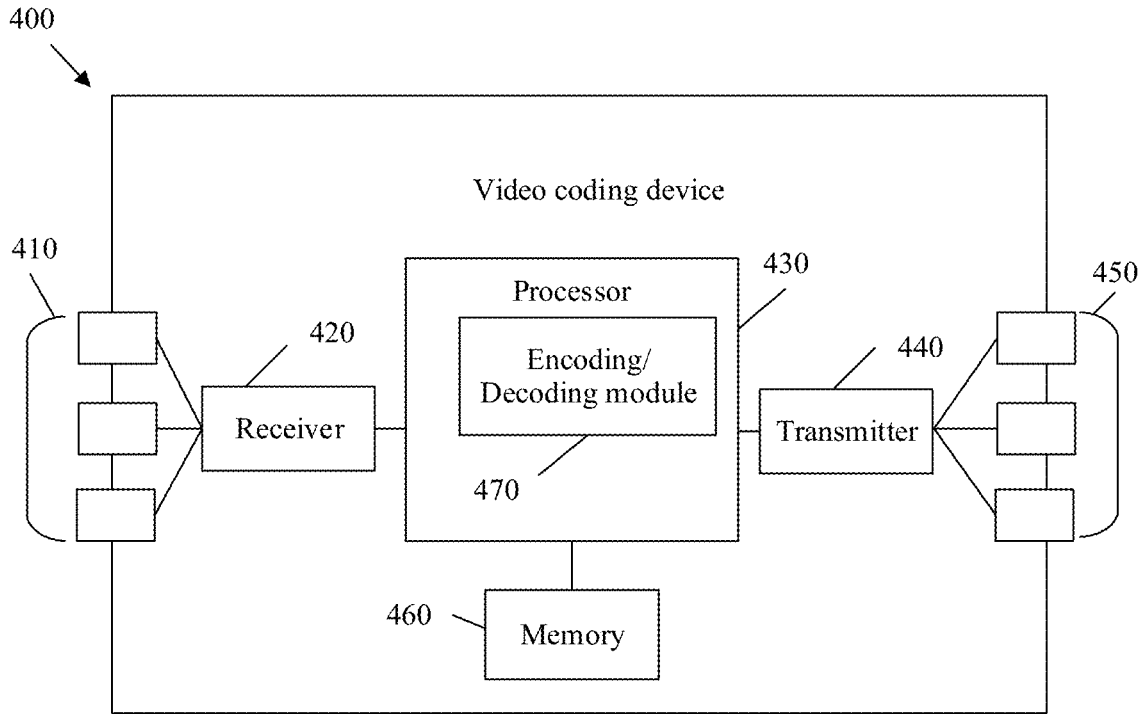 400
Video coding device
410
430
450
Processor
420
440
Encoding/
Decoding module
Receiver
Transmitter
470
460
Memory